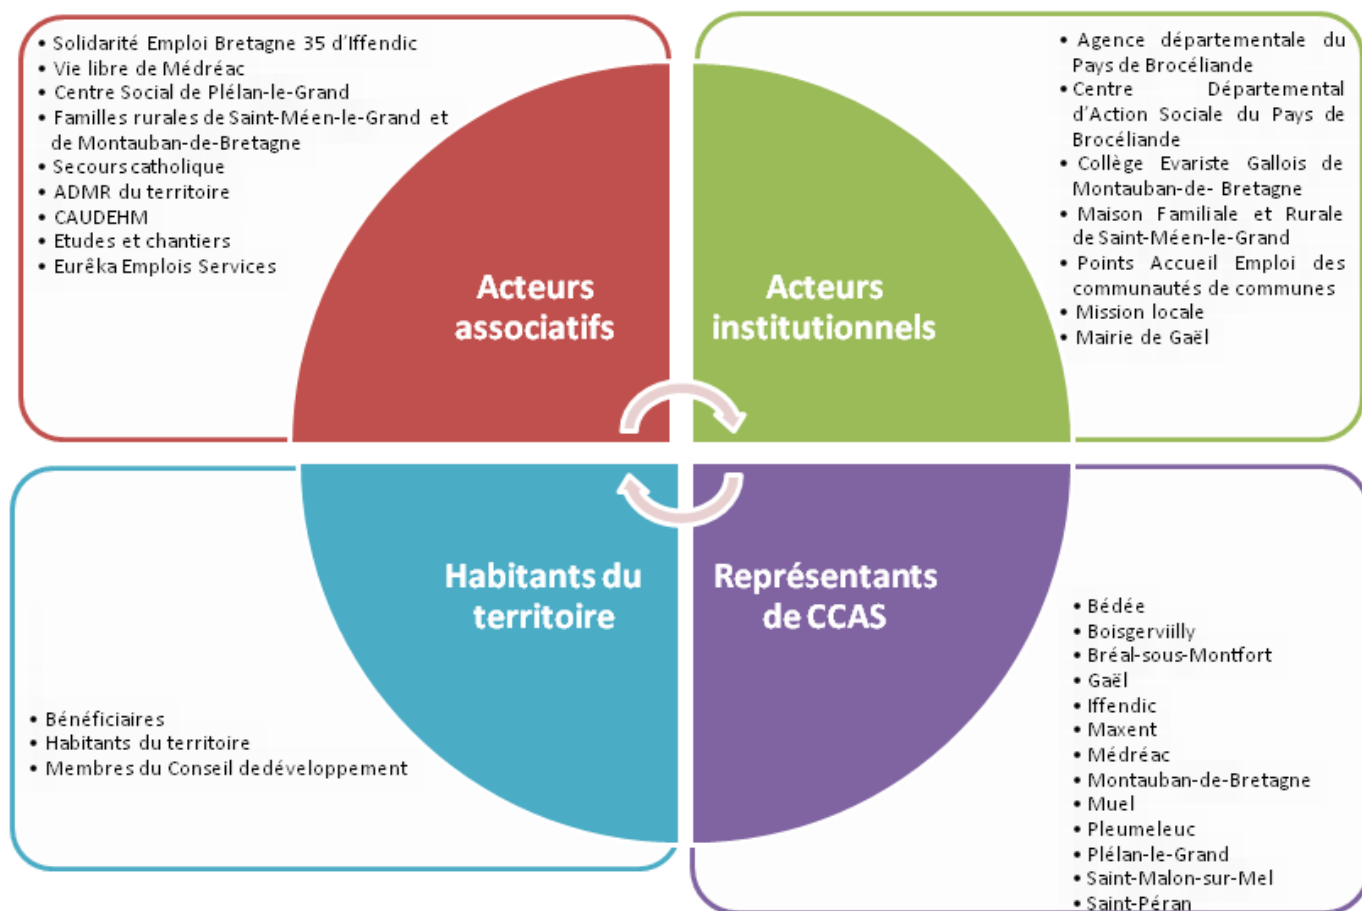 • Solidarité Emploi Bretagne 35 d'Iffendic
• Vie libre de Médréac
• Centre Social de Plélan-le-Grand
• Familles rurales de Saint-Méen-le-Grand et
de Montauban-de-Bretagne
• Secours catholique
• ADMR du territoire
• CAUDEHM
• Etudes et chantiers
• Eurêka Emplois Services
Acteurs
associatifs
Acteurs
institutionnels
• Agence départementale du
Pays de Brocéliande
• Centre Départemental
d'Action Sociale du Pays de
Brocéliande
• Collège Evariste Gallois de
Montauban-de- Bretagne
• Maison Familiale et Rurale
de Saint-Méen-le-Grand
• Points Accueil Emploi des
communautés de communes
• Mission locale
• Mairie de Gaël
Habitants du
territoire
• Bénéficiaires
• Habitants du territoire
• Membres du Conseil dedéveloppement
Représentants
de CCAS
• Bédée
• Boisgerviilly
• Bréal-sous-Montfort
• Gaël
• Iffendic
• Maxent
• Médréac
• Montauban-de-Bretagne
• Muel
• Pleumeleuc
• Plélan-le-Grand
• Saint-Malon-sur-Mel
• Saint-Péran